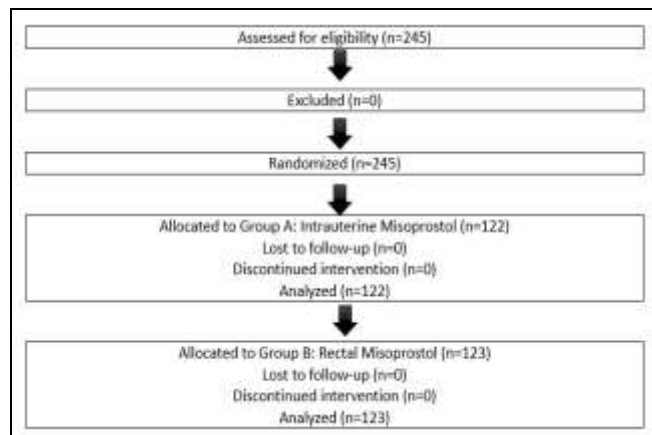 Assessed for eligibility (n=245)
Excluded (n=0)
Randomized (n=245)
Allocated to Group A: Intrauterine Misoprostol (n=122)
Lost to follow-up (n=0)
Discontinued intervention (n=0)
Analyzed (n=122)
Allocated to Group B: Rectal Misoprostol (n=123)
Lost to follow-up (n=0)
Discontinued intervention (n=0)
Analyzed (n=123)